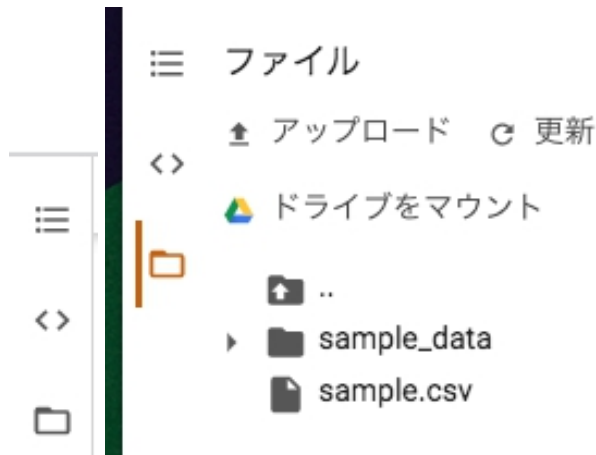 ファイル
アップロード 更新
ドライブをマウント
..
sample_data
sample.csv